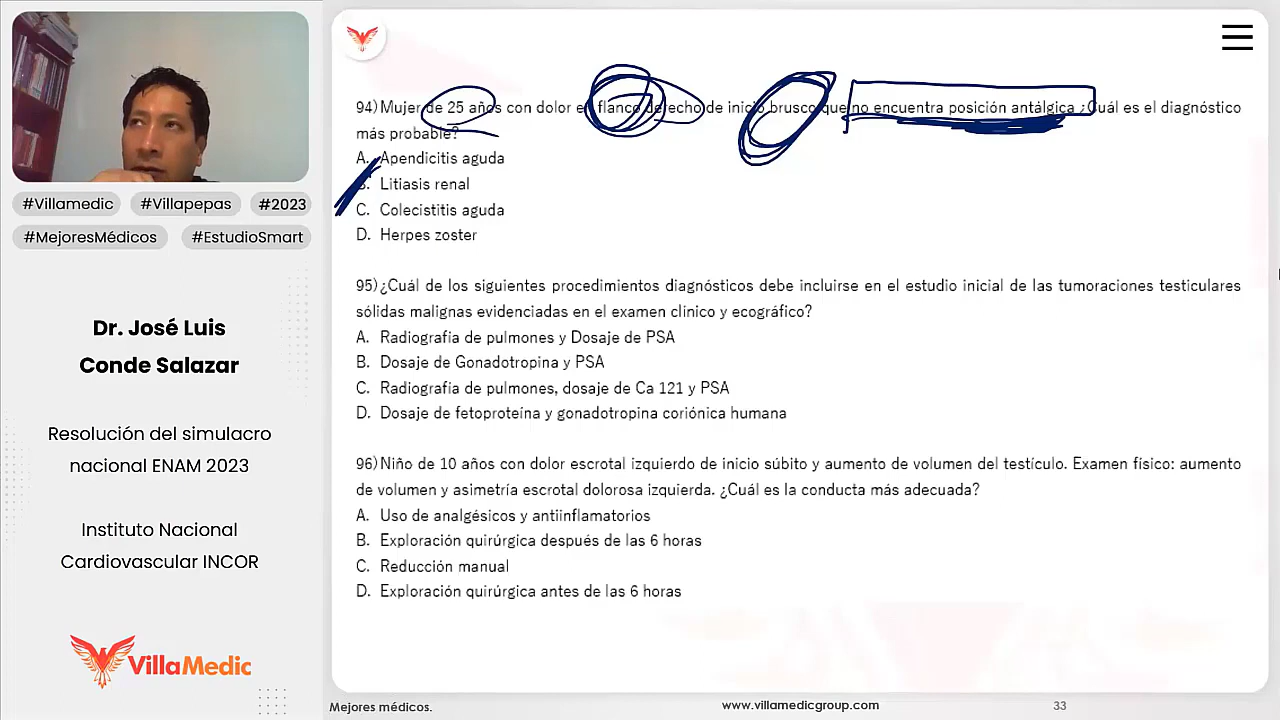 #Villamedic #Villapepas #2023
#MejoresMédicos #EstudioSmart
Dr. José Luis
Conde Salazar
Resolución del simulacro
nacional ENAM 2023
Instituto Nacional
Cardiovascular INCOR
VillaMedic
94) Mujer de 25 años con dolor en flanco derecho de inicio brusco que no encuentra posición antálgica ¿Cuál es el diagnóstico
más probable?
A. Apendicitis aguda
B. Litiasis renal
C. Colecistitis aguda
D. Herpes zoster
95)¿Cuál de los siguientes procedimientos diagnósticos debe incluirse en el estudio inicial de las tumoraciones testiculares
sólidas malignas evidenciadas en el examen clínico y ecográfico?
A. Radiografía de pulmones y Dosaje de PSA
B. Dosaje de Gonadotropina y PSA
C. Radiografía de pulmones, dosaje de Ca 121 y PSA
D. Dosaje de fetoproteína y gonadotropina coriónica humana
96) Niño de 10 años con dolor escrotal izquierdo de inicio súbito y aumento de volumen del testículo. Examen físico: aumento
de volumen y asimetría escrotal dolorosa izquierda. ¿Cuál es la conducta más adecuada?
A. Uso de analgésicos y antiinflamatorios
B. Exploración quirúrgica después de las 6 horas
C. Reducción manual
D. Exploración quirúrgica antes de las 6 horas
Mejores médicos. www.villamedicgroup.com 33